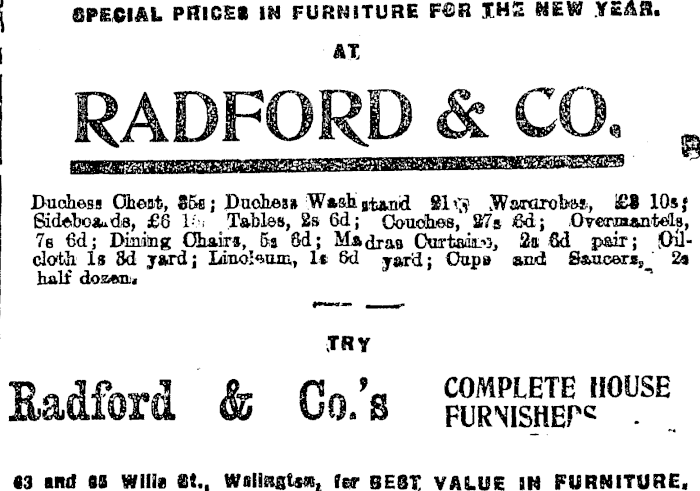 SPECIAL PRICES IN FURNITURE FOR THE NEW YEAR.
AT
RADFORD & CO.
Duchess Chest, 35s; Duchess Washstand 21s; Wardrobes, £3 10s;
Sideboards, £6 Tables, 2s 6d; Couches, 27s 6d; Overmantels,
7s 6d; Dining Chairs, 5s 6d; Madras Curtains, 2s 6d pair; Oil-
cloth 1s 3d yard; Linoleum, 1s 6d yard; Cups and Saucers, 2s
half dozen.
TRY
Radford & Co.'s COMPLETE HOUSE
FURNISHERS
63 and 65 Willis St., Wellington, for BEST VALUE IN FURNITURE.